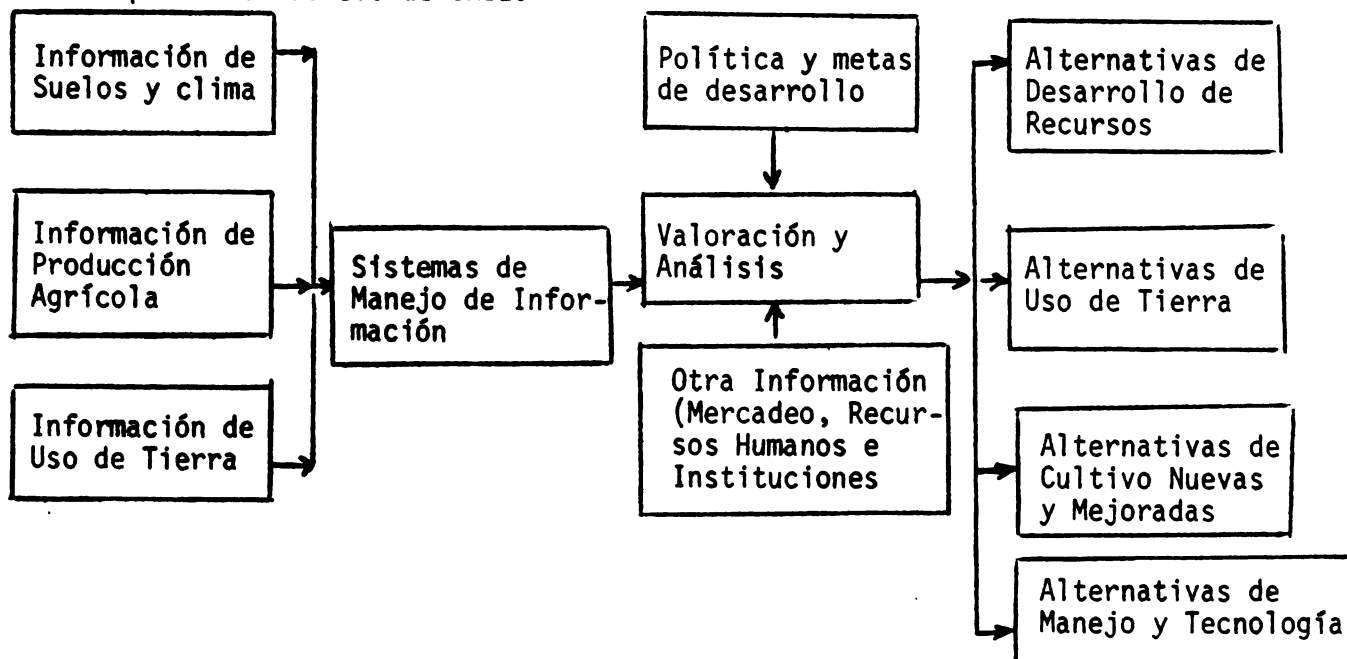 Información de
Suelos y clima
Información de
Producción
Agrícola
Información de
Uso de Tierra
Sistemas de
Manejo de Infor-
mación
Política y metas
de desarrollo
Valoración y
Análisis
Otra Información
(Mercadeo, Recur-
sos Humanos e
Instituciones
Alternativas de
Desarrollo de
Recursos
Alternativas de
Uso de Tierra
Alternativas de
Cultivo Nuevas
y Mejoradas
Alternativas de
Manejo y Tecnología